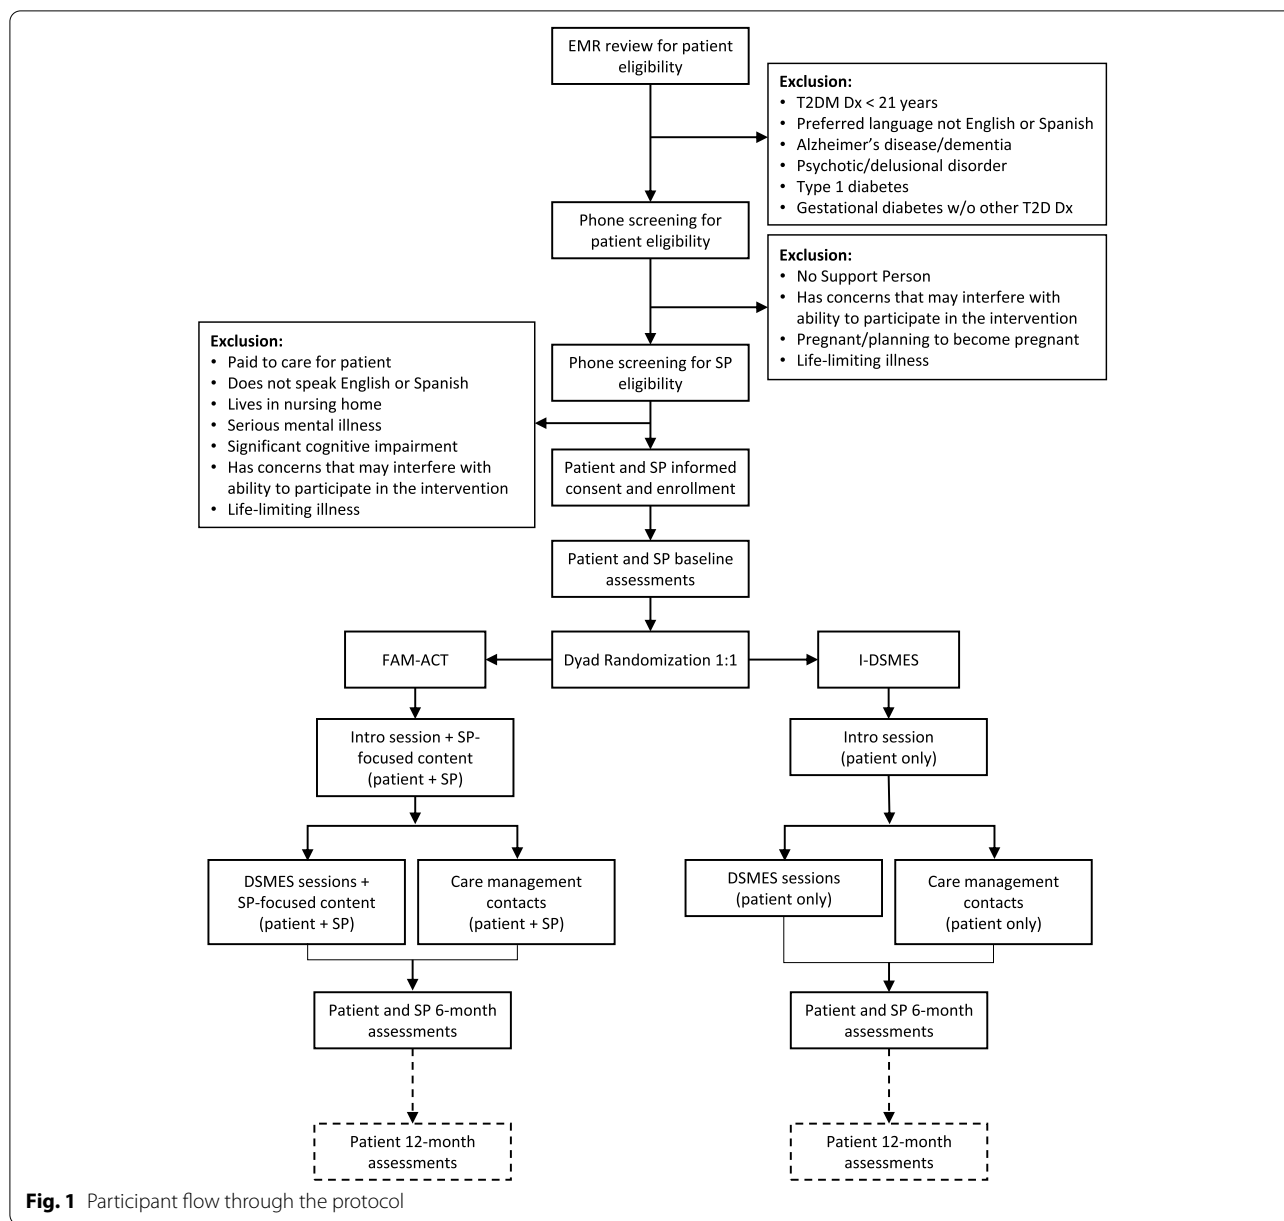 EMR review for patient
eligibility
Exclusion:
• T2DM Dx < 21 years
• Preferred language not English or Spanish
• Alzheimer's disease/dementia
• Psychotic/delusional disorder
• Type 1 diabetes
• Gestational diabetes w/o other T2D Dx
Phone screening for
patient eligibility
Exclusion:
• No Support Person
• Has concerns that may interfere with
ability to participate in the intervention
• Pregnant/planning to become pregnant
• Life-limiting illness
Phone screening for SP
eligibility
Exclusion:
• Paid to care for patient
• Does not speak English or Spanish
• Lives in nursing home
• Serious mental illness
• Significant cognitive impairment
• Has concerns that may interfere with
ability to participate in the intervention
• Life-limiting illness
Patient and SP informed
consent and enrollment
Patient and SP baseline
assessments
FAM-ACT
Dyad Randomization 1:1
I-DSMES
Intro session + SP-
focused content
(patient + SP)
Intro session
(patient only)
DSMES sessions +
SP-focused content
(patient + SP)
Care management
contacts
(patient + SP)
DSMES sessions
(patient only)
Care management
contacts
(patient only)
Patient and SP 6-month
assessments
Patient and SP 6-month
assessments
Patient 12-month
assessments
Patient 12-month
assessments
Fig. 1 Participant flow through the protocol